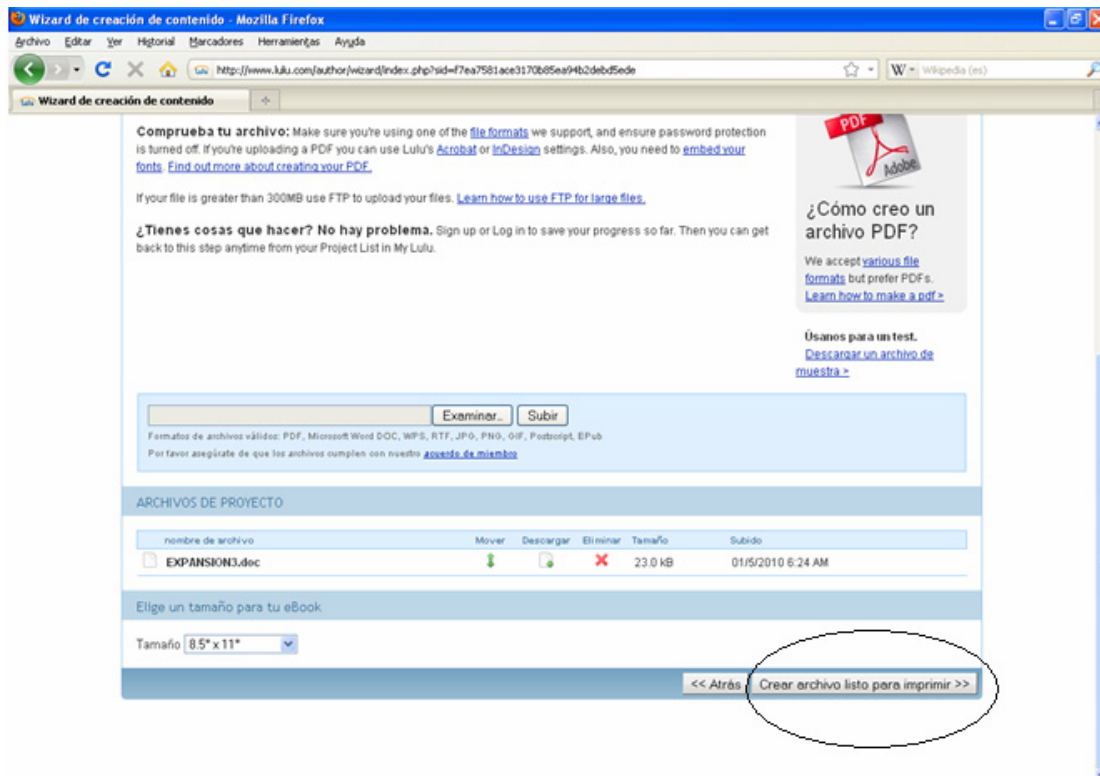 Wizard de creación de contenido - Mozilla Firefox
Archivo Editar Ver Historial Marcadores Herramientas Ayuda
http://www.lulu.com/author/wizard/index.php?sid=f7ea7581ace3170b85ea94b2debd5ede W Wikipedia (es)
Wizard de creación de contenido
Comprueba tu archivo: Make sure you're using one of the file formats we support, and ensure password protection
is turned off. If you're uploading a PDF you can use Lulu's Acrobat or InDesign settings. Also, you need to embed your
fonts. Find out more about creating your PDF.
If your file is greater than 300MB use FTP to upload your files. Learn how to use FTP for large files.
¿Tienes cosas que hacer? No hay problema. Sign up or Log in to save your progress so far. Then you can get
back to this step anytime from your Project List in My Lulu.
PDF
Adobe
¿Cómo creo un
archivo PDF?
We accept various file
formats but prefer PDFs.
Learn how to make a pdf >
Úsanos para un test.
Descargar un archivo de
muestra >
Examinar.. Subir
Formatos de archivos válidos: PDF, Microsoft Word DOC, WPS, RTF, JPG, PNG, GIF, Postscript, EPub
Por favor asegúrate de que los archivos cumplen con nuestro acuerdo de miembro
ARCHIVOS DE PROYECTO
nombre de archivo Mover Descargar Eliminar Tamaño Subido
EXPANSION3.doc 23.0 kB 01/5/2010 6:24 AM
Elige un tamaño para tu eBook
Tamaño 8.5" x 11"
<< Atrás Crear archivo listo para imprimir >>